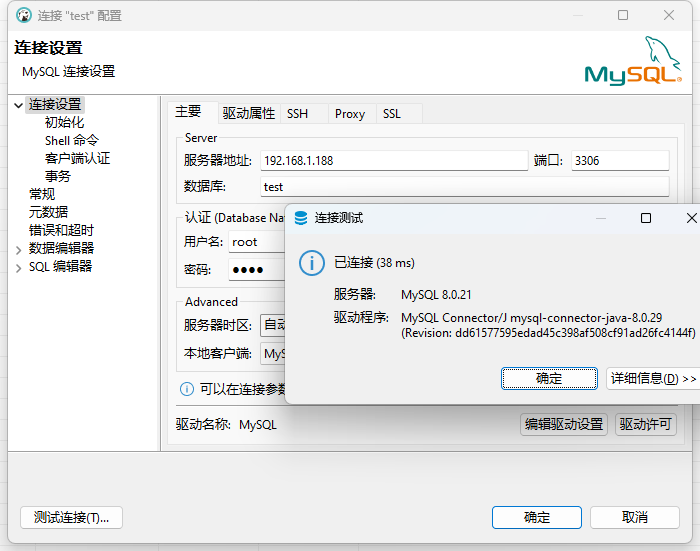 连接 "test" 配置
连接设置
MySQL 连接设置
MySQL
连接设置
初始化
Shell 命令
客户端认证
事务
常规
元数据
错误和超时
数据编辑器
SQL 编辑器
主要 驱动属性 SSH Proxy SSL
Server
服务器地址: 192.168.1.188 端口: 3306
数据库: test
认证 (Database Na
用户名: root
密码: ●●●●
Advanced
服务器时区: 自动
本地客户端: MyS
可以在连接参数
驱动名称: MySQL 编辑驱动设置 驱动许可
连接测试
已连接 (38 ms)
服务器: MySQL 8.0.21
驱动程序: MySQL Connector/J mysql-connector-java-8.0.29
(Revision: dd61577595edad45c398af508cf91ad26fc4144f)
确定 详细信息(D) >>
测试连接(T)... 确定 取消